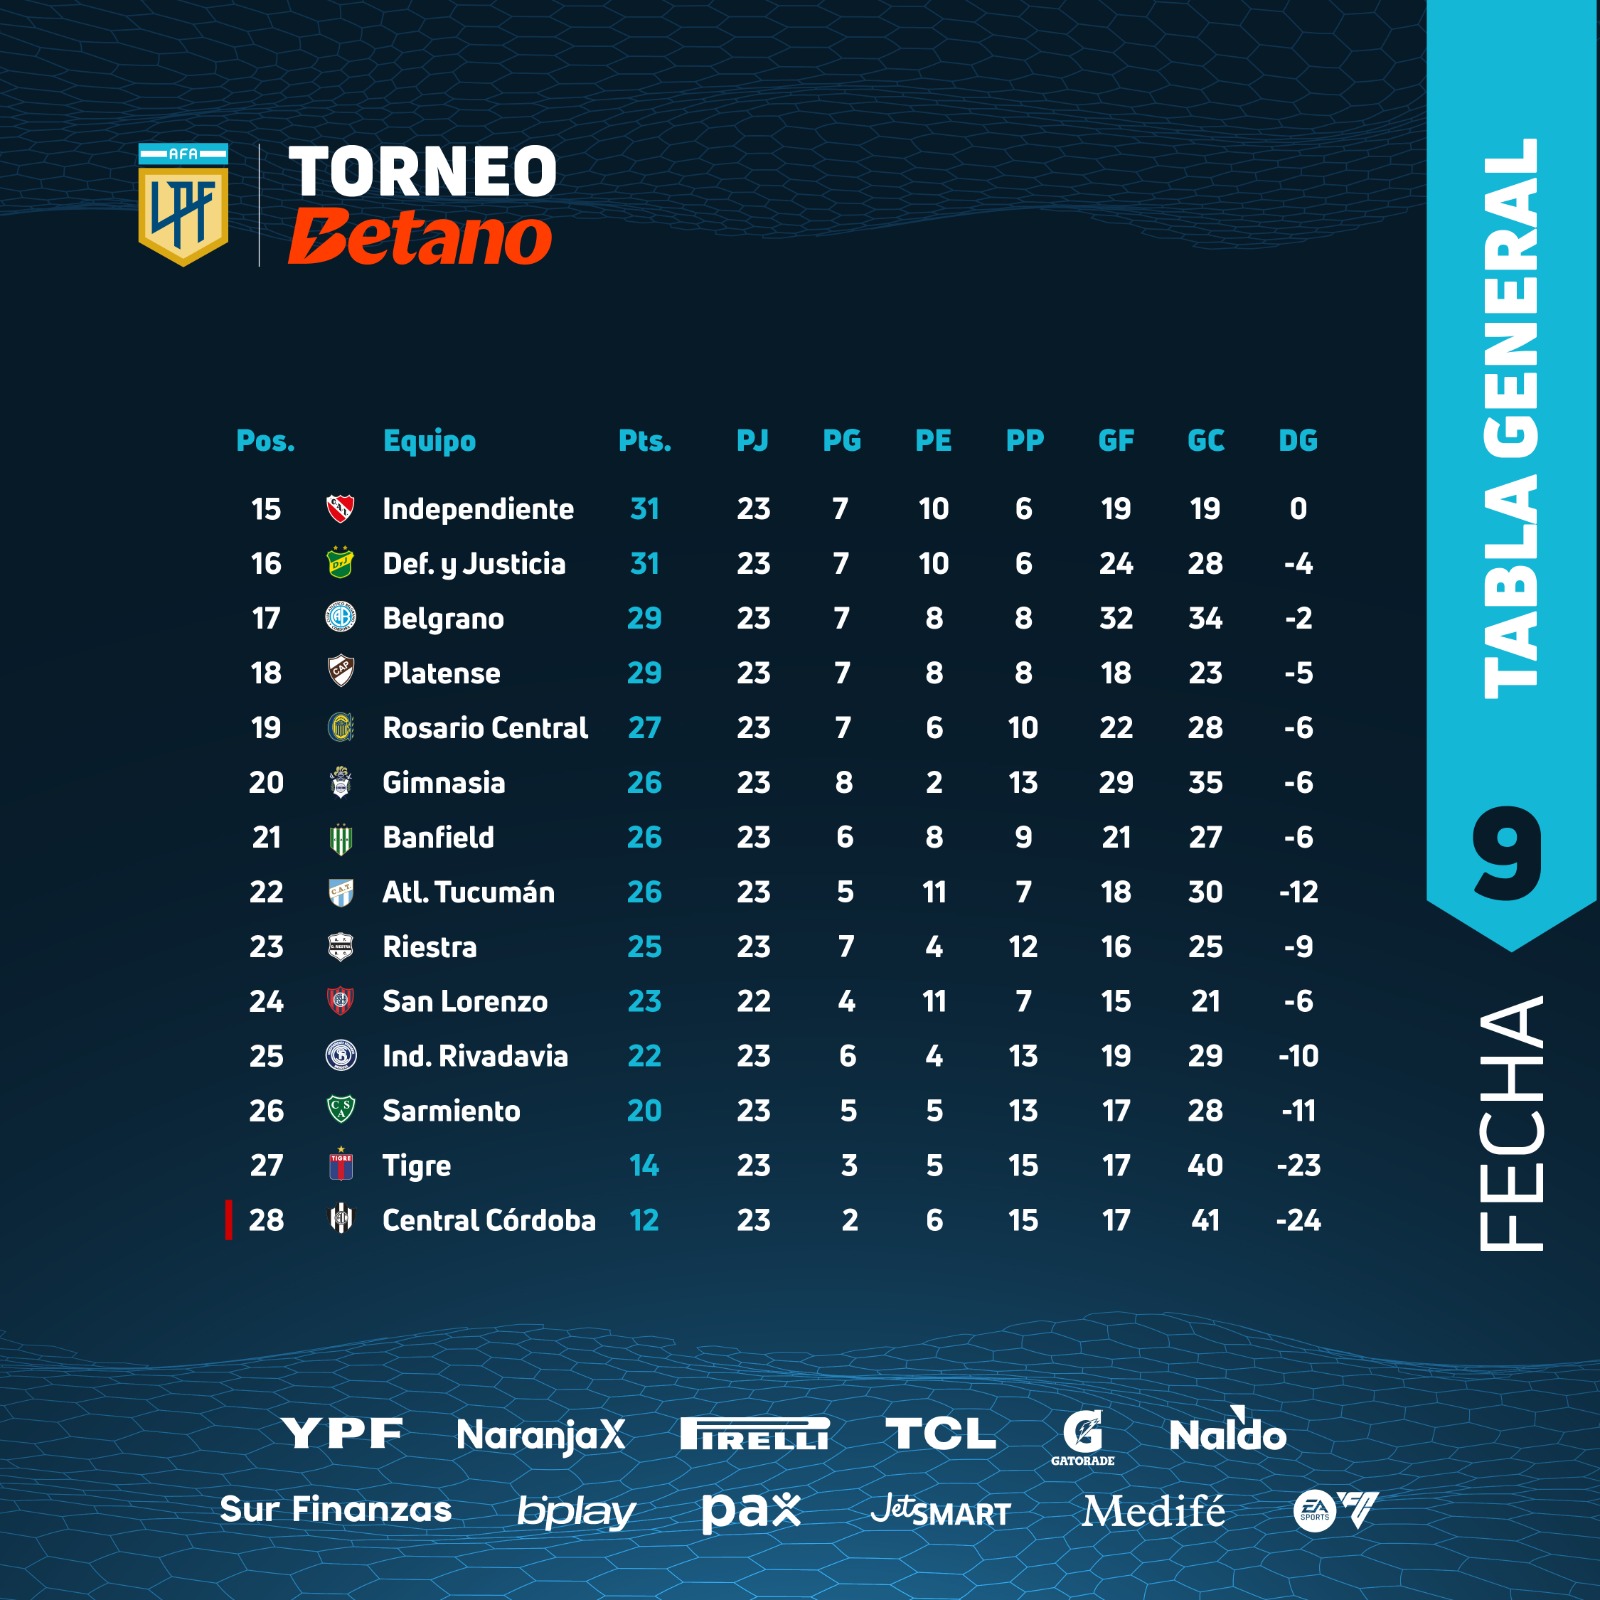 AFA
LPF
TORNEO
Betano
TABLA GENERAL
FECHA 9
Pos. Equipo Pts. PJ PG PE PP GF GC DG
15 Independiente 31 23 7 10 6 19 19 0
16 Def. y Justicia 31 23 7 10 6 24 28 -4
17 Belgrano 29 23 7 8 8 32 34 -2
18 Platense 29 23 7 8 8 18 23 -5
19 Rosario Central 27 23 7 6 10 22 28 -6
20 Gimnasia 26 23 8 2 13 29 35 -6
21 Banfield 26 23 6 8 9 21 27 -6
22 Atl. Tucumán 26 23 5 11 7 18 30 -12
23 Riestra 25 23 7 4 12 16 25 -9
24 San Lorenzo 23 22 4 11 7 15 21 -6
25 Ind. Rivadavia 22 23 6 4 13 19 29 -10
26 Sarmiento 20 23 5 5 13 17 28 -11
27 Tigre 14 23 3 5 15 17 40 -23
28 Central Córdoba 12 23 2 6 15 17 41 -24
YPF NaranjaX PIRELLI TCL G GATORADE Naldo
Sur Finanzas bplay pax JetSMART Medifé EA SPORTS FC